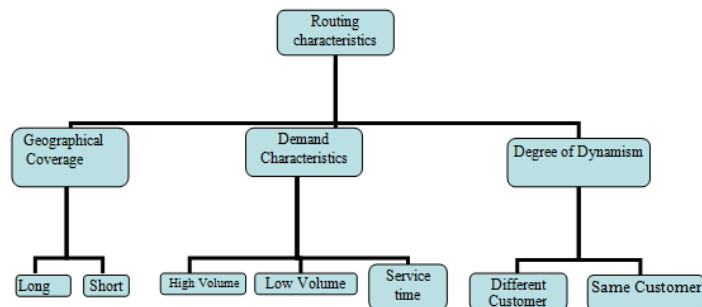 Routing
characteristics
Geographical
Coverage
Demand
Characteristics
Degree of Dynamism
Long
Short
High Volume
Low Volume
Service
time
Different
Customer
Same Customer